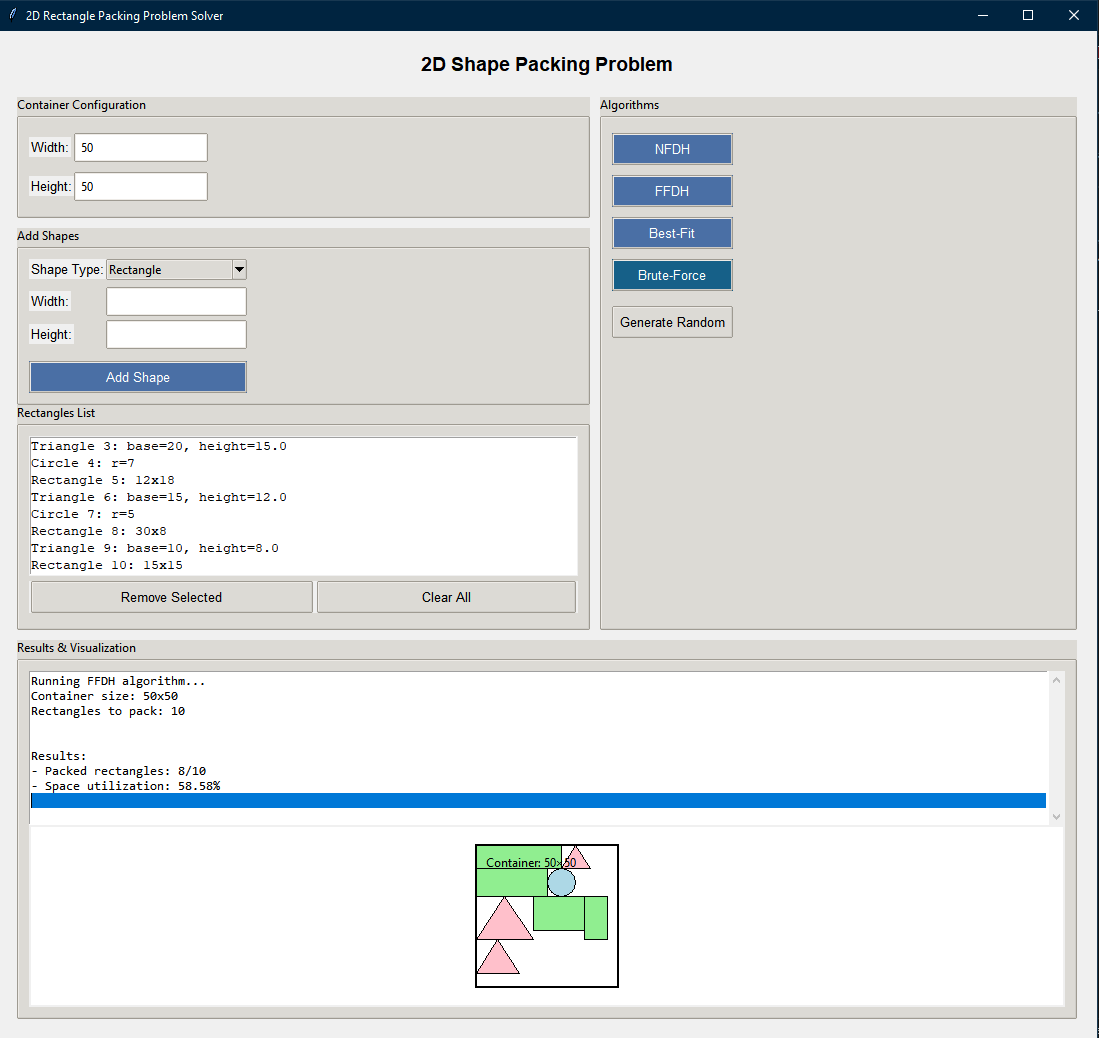 2D Rectangle Packing Problem Solver
2D Shape Packing Problem
Container Configuration
Width: 50
Height: 50
Add Shapes
Shape Type: Rectangle
Width:
Height:
Add Shape
Rectangles List
Triangle 3: base=20, height=15.0
Circle 4: r=7
Rectangle 5: 12x18
Triangle 6: base=15, height=12.0
Circle 7: r=5
Rectangle 8: 30x8
Triangle 9: base=10, height=8.0
Rectangle 10: 15x15
Remove Selected Clear All
Algorithms
NFDH
FFDH
Best-Fit
Brute-Force
Generate Random
Results & Visualization
Running FFDH algorithm...
Container size: 50x50
Rectangles to pack: 10
Results:
- Packed rectangles: 8/10
- Space utilization: 58.58%
Container: 50×50